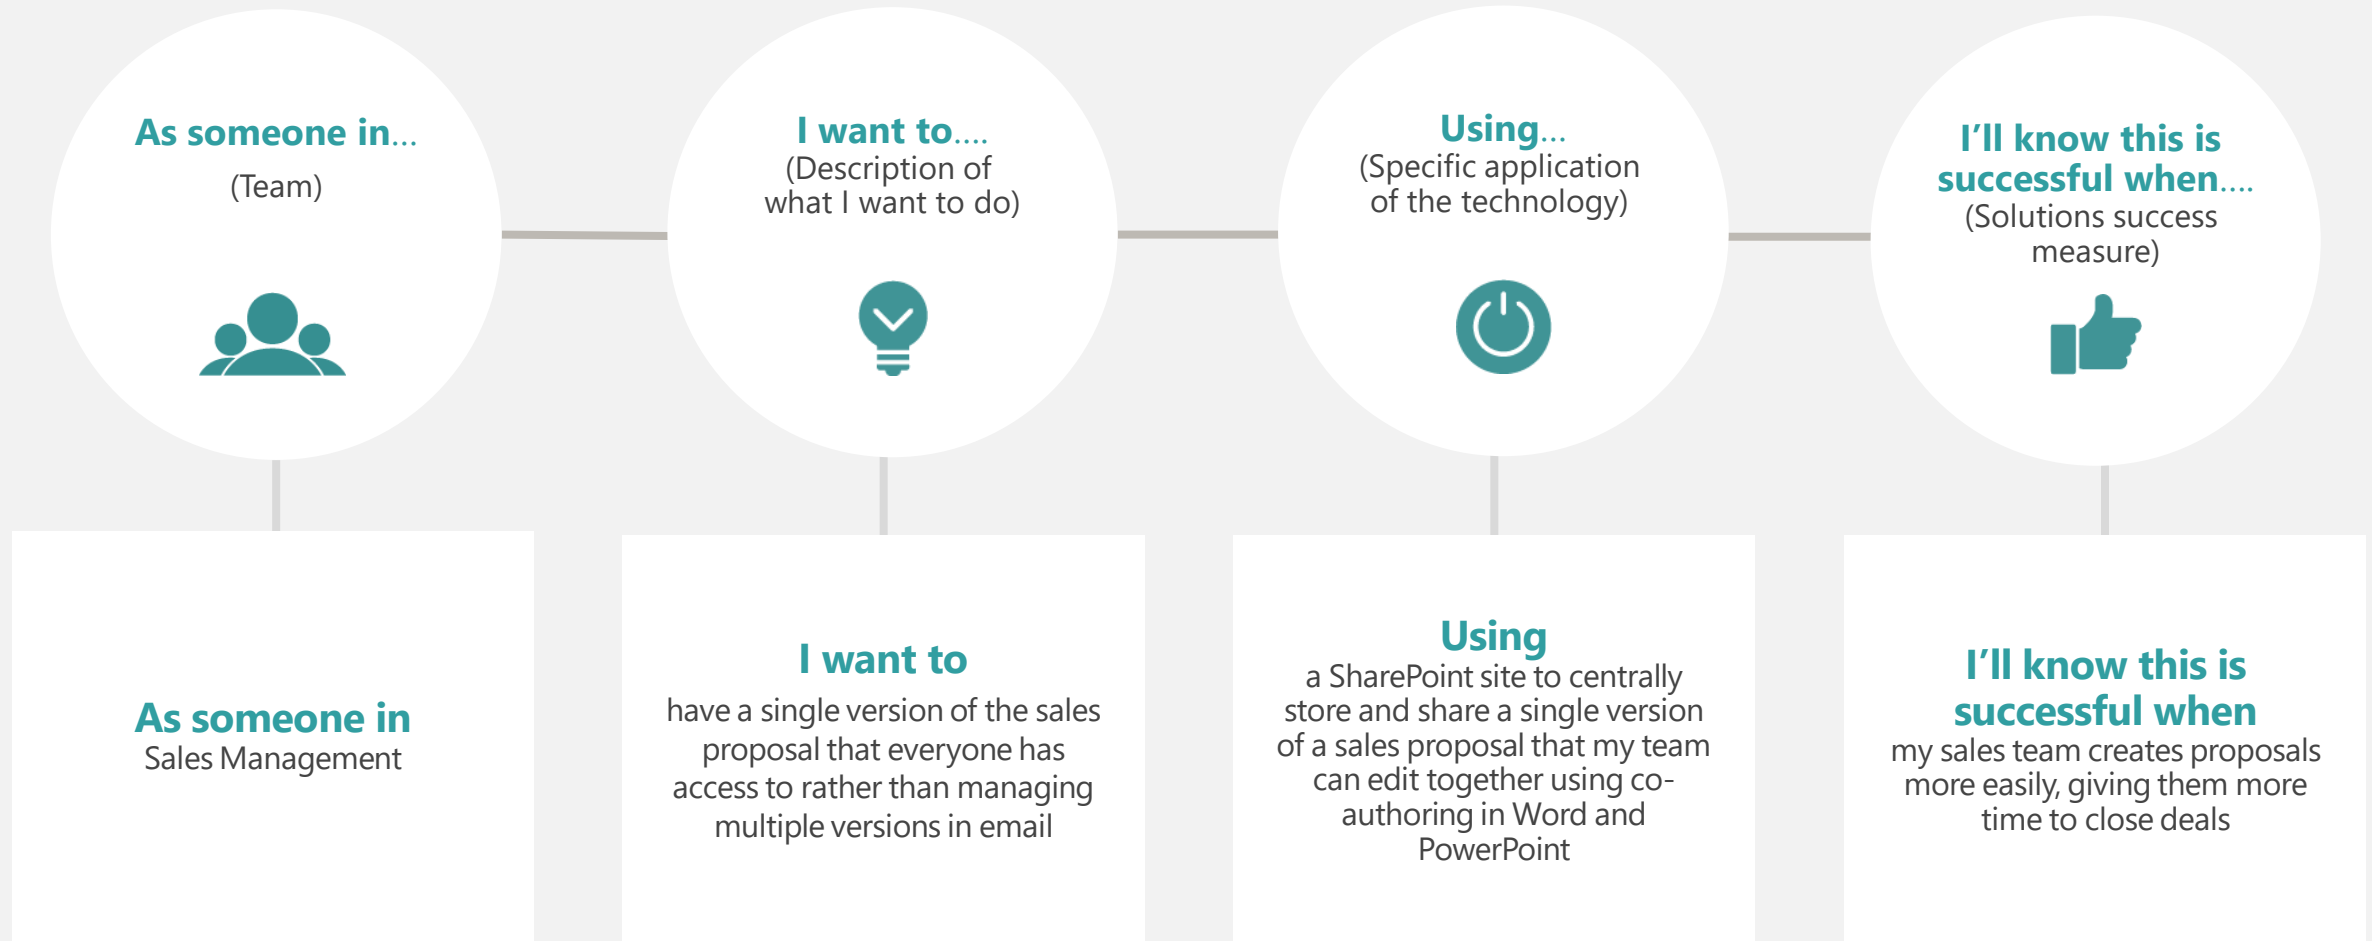 As someone in...
(Team)
I want to....
(Description of
what I want to do)
Using...
(Specific application
of the technology)
I’ll know this is
successful when....
(Solutions success
measure)
As someone in
Sales Management
I want to
have a single version of the sales
proposal that everyone has
access to rather than managing
multiple versions in email
Using
a SharePoint site to centrally
store and share a single version
of a sales proposal that my team
can edit together using co-
authoring in Word and
PowerPoint
I’ll know this is
successful when
my sales team creates proposals
more easily, giving them more
time to close deals